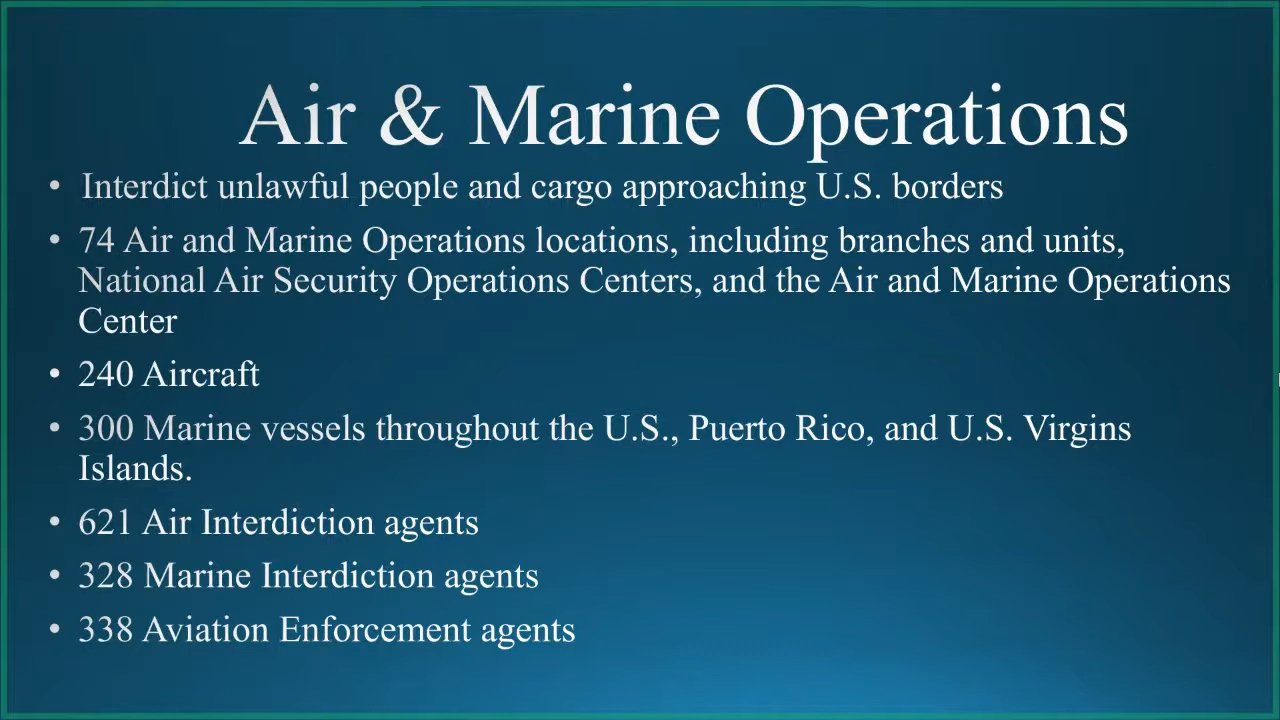 Air & Marine Operations
• Interdict unlawful people and cargo approaching U.S. borders
• 74 Air and Marine Operations locations, including branches and units,
National Air Security Operations Centers, and the Air and Marine Operations
Center
• 240 Aircraft
• 300 Marine vessels throughout the U.S., Puerto Rico, and U.S. Virgins
Islands.
• 621 Air Interdiction agents
• 328 Marine Interdiction agents
• 338 Aviation Enforcement agents